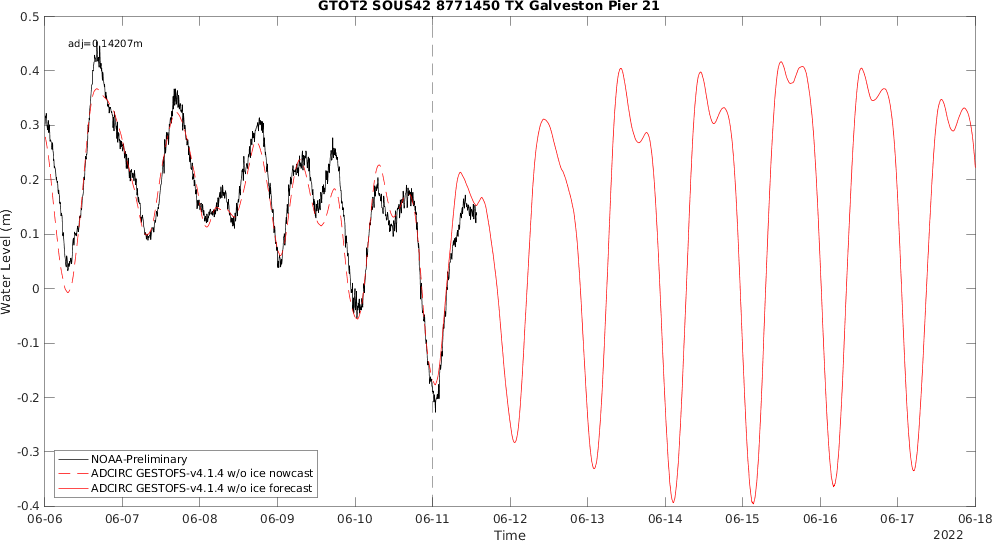 GTOT2 SOUS42 8771450 TX Galveston Pier 21
0.5
adj=0.14207m
0.4
0.3
0.2
0.1
0
-0.1
-0.2
-0.3
-0.4
Water Level (m)
NOAA-Preliminary
ADCIRC GESTOFS-v4.1.4 w/o ice nowcast
ADCIRC GESTOFS-v4.1.4 w/o ice forecast
06-06 06-07 06-08 06-09 06-10 06-11 06-12 06-13 06-14 06-15 06-16 06-17 06-18
Time
2022